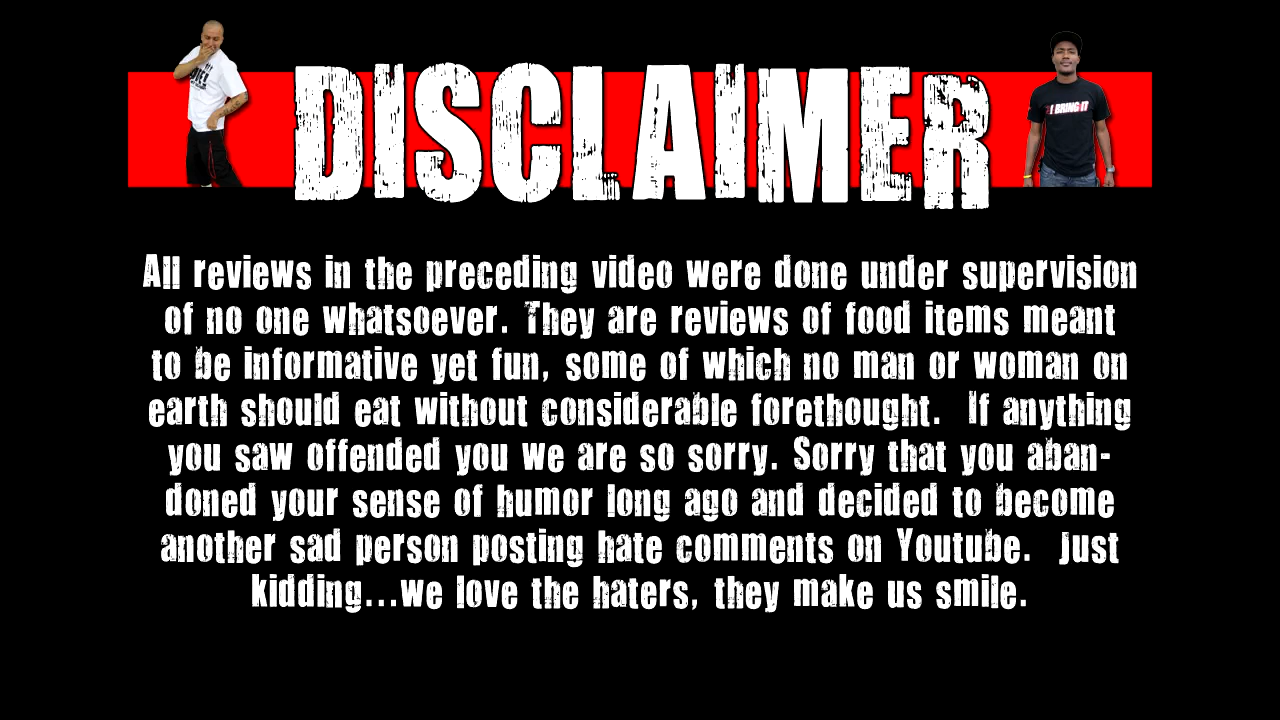 DISCLAIMER
I BRING IT
All reviews in the preceding video were done under supervision
of no one whatsoever. They are reviews of food items meant
to be informative yet fun, some of which no man or woman on
earth should eat without considerable forethought.  If anything
you saw offended you we are so sorry. Sorry that you aban-
doned your sense of humor long ago and decided to become
another sad person posting hate comments on Youtube.  Just
kidding...we love the haters, they make us smile.